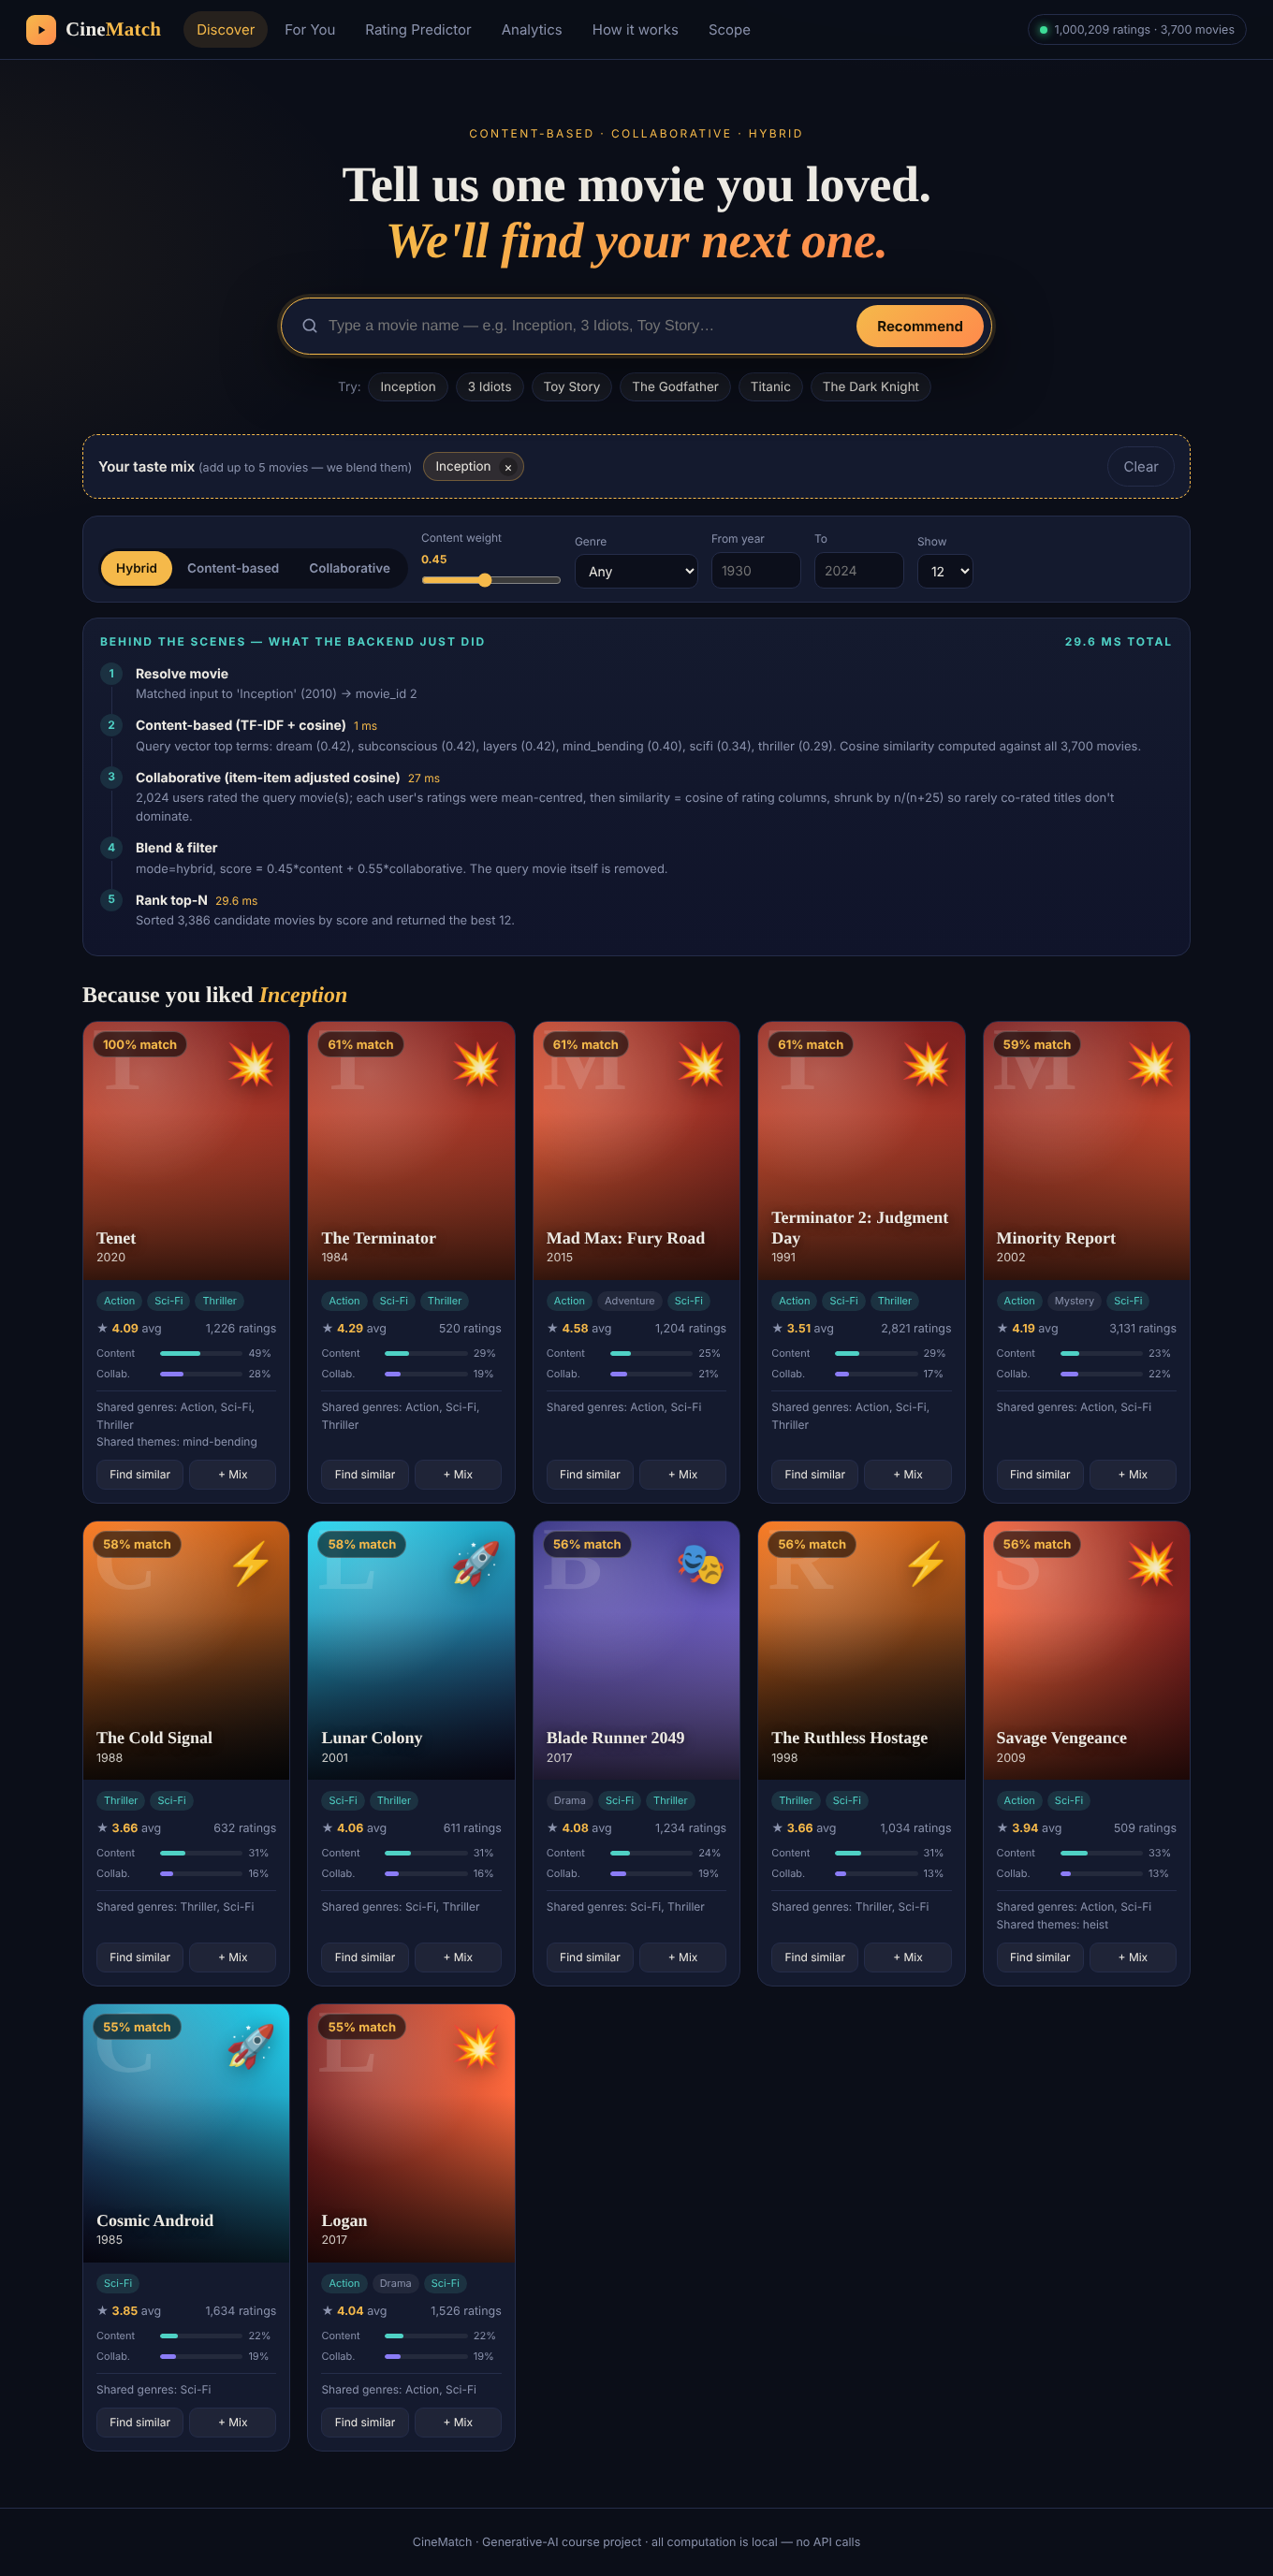 CineMatch
Discover
For You
Rating Predictor
Analytics
How it works
Scope
1,000,209 ratings · 3,700 movies
CONTENT-BASED · COLLABORATIVE · HYBRID
Tell us one movie you loved.
We'll find your next one.
Type a movie name — e.g. Inception, 3 Idiots, Toy Story…
Recommend
Try:
Inception
3 Idiots
Toy Story
The Godfather
Titanic
The Dark Knight
Your taste mix (add up to 5 movies — we blend them)
Inception ×
Clear
Hybrid
Content-based
Collaborative
Content weight
0.45
Genre
Any
From year
1930
To
2024
Show
12
BEHIND THE SCENES — WHAT THE BACKEND JUST DID
29.6 MS TOTAL
1
Resolve movie
Matched input to 'Inception' (2010) → movie_id 2
2
Content-based (TF-IDF + cosine) 1 ms
Query vector top terms: dream (0.42), subconscious (0.42), layers (0.42), mind_bending (0.40), scifi (0.34), thriller (0.29). Cosine similarity computed against all 3,700 movies.
3
Collaborative (item-item adjusted cosine) 27 ms
2,024 users rated the query movie(s); each user's ratings were mean-centred, then similarity = cosine of rating columns, shrunk by n/(n+25) so rarely co-rated titles don't
dominate.
4
Blend & filter
mode=hybrid, score = 0.45*content + 0.55*collaborative. The query movie itself is removed.
5
Rank top-N 29.6 ms
Sorted 3,386 candidate movies by score and returned the best 12.
Because you liked Inception
T
100% match
Tenet
2020
Action Sci-Fi Thriller
★ 4.09 avg 1,226 ratings
Content 49%
Collab. 28%
Shared genres: Action, Sci-Fi,
Thriller
Shared themes: mind-bending
Find similar
+ Mix
T
61% match
The Terminator
1984
Action Sci-Fi Thriller
★ 4.29 avg 520 ratings
Content 29%
Collab. 19%
Shared genres: Action, Sci-Fi,
Thriller
Find similar
+ Mix
M
61% match
Mad Max: Fury Road
2015
Action Adventure Sci-Fi
★ 4.58 avg 1,204 ratings
Content 25%
Collab. 21%
Shared genres: Action, Sci-Fi
Find similar
+ Mix
T
61% match
Terminator 2: Judgment
Day
1991
Action Sci-Fi Thriller
★ 3.51 avg 2,821 ratings
Content 29%
Collab. 17%
Shared genres: Action, Sci-Fi,
Thriller
Find similar
+ Mix
M
59% match
Minority Report
2002
Action Mystery Sci-Fi
★ 4.19 avg 3,131 ratings
Content 23%
Collab. 22%
Shared genres: Action, Sci-Fi
Find similar
+ Mix
C
58% match
The Cold Signal
1988
Thriller Sci-Fi
★ 3.66 avg 632 ratings
Content 31%
Collab. 16%
Shared genres: Thriller, Sci-Fi
Find similar
+ Mix
L
58% match
Lunar Colony
2001
Sci-Fi Thriller
★ 4.06 avg 611 ratings
Content 31%
Collab. 16%
Shared genres: Sci-Fi, Thriller
Find similar
+ Mix
B
56% match
Blade Runner 2049
2017
Drama Sci-Fi Thriller
★ 4.08 avg 1,234 ratings
Content 24%
Collab. 19%
Shared genres: Sci-Fi, Thriller
Find similar
+ Mix
R
56% match
The Ruthless Hostage
1998
Thriller Sci-Fi
★ 3.66 avg 1,034 ratings
Content 31%
Collab. 13%
Shared genres: Thriller, Sci-Fi
Find similar
+ Mix
S
56% match
Savage Vengeance
2009
Action Sci-Fi
★ 3.94 avg 509 ratings
Content 33%
Collab. 13%
Shared genres: Action, Sci-Fi
Shared themes: heist
Find similar
+ Mix
C
55% match
Cosmic Android
1985
Sci-Fi
★ 3.85 avg 1,634 ratings
Content 22%
Collab. 19%
Shared genres: Sci-Fi
Find similar
+ Mix
L
55% match
Logan
2017
Action Drama Sci-Fi
★ 4.04 avg 1,526 ratings
Content 22%
Collab. 19%
Shared genres: Action, Sci-Fi
Find similar
+ Mix
CineMatch · Generative-AI course project · all computation is local — no API calls